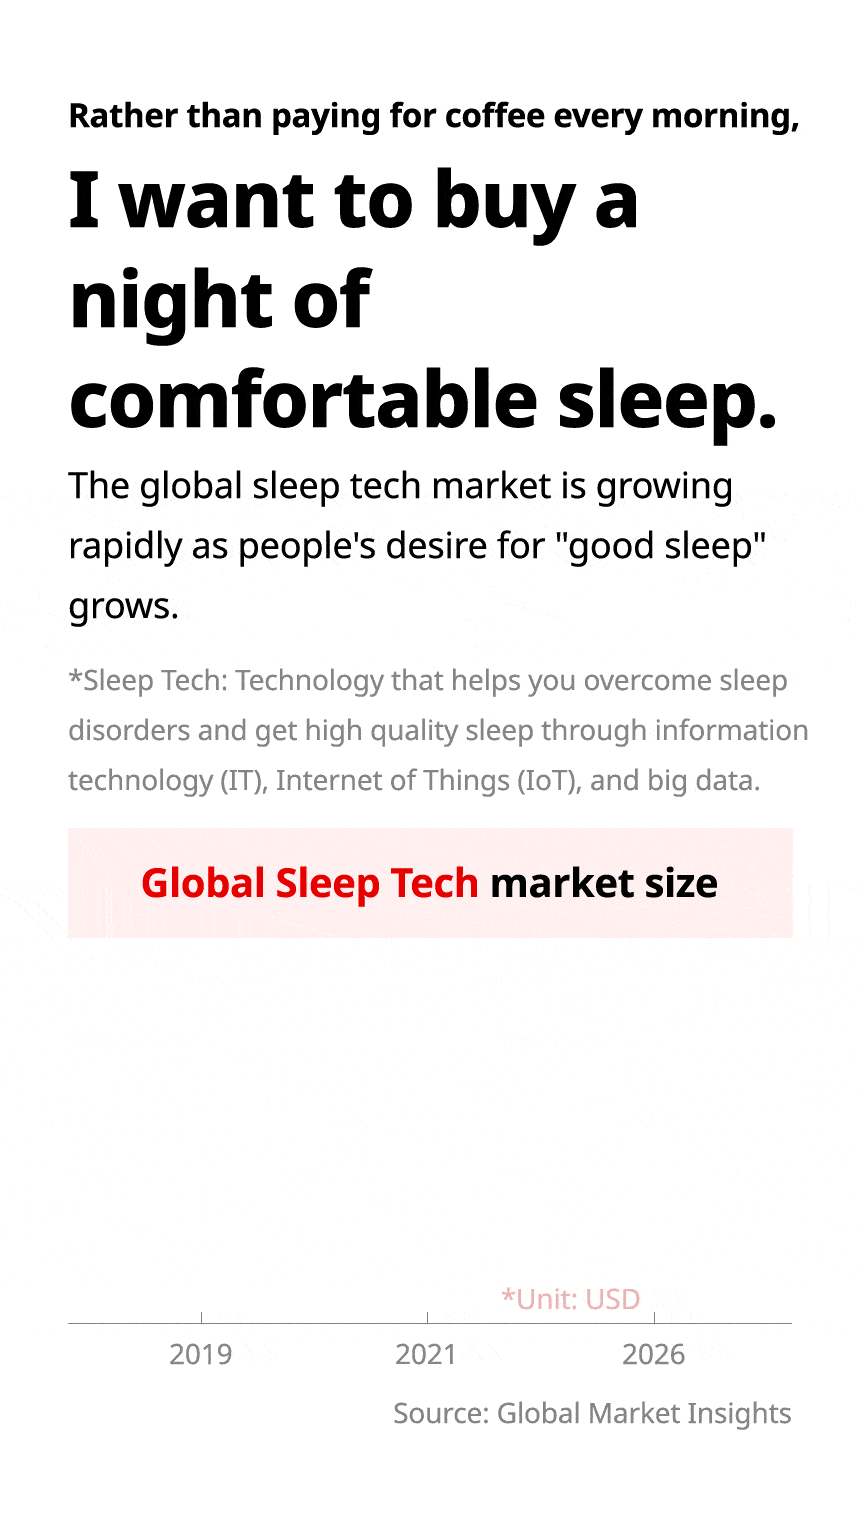 Rather than paying for coffee every morning,
I want to buy a
night of
comfortable sleep.
The global sleep tech market is growing
rapidly as people's desire for "good sleep"
grows.
*Sleep Tech: Technology that helps you overcome sleep
disorders and get high quality sleep through information
technology (IT), Internet of Things (IoT), and big data.
Global Sleep Tech market size
*Unit: USD
2019 2021 2026
Source: Global Market Insights